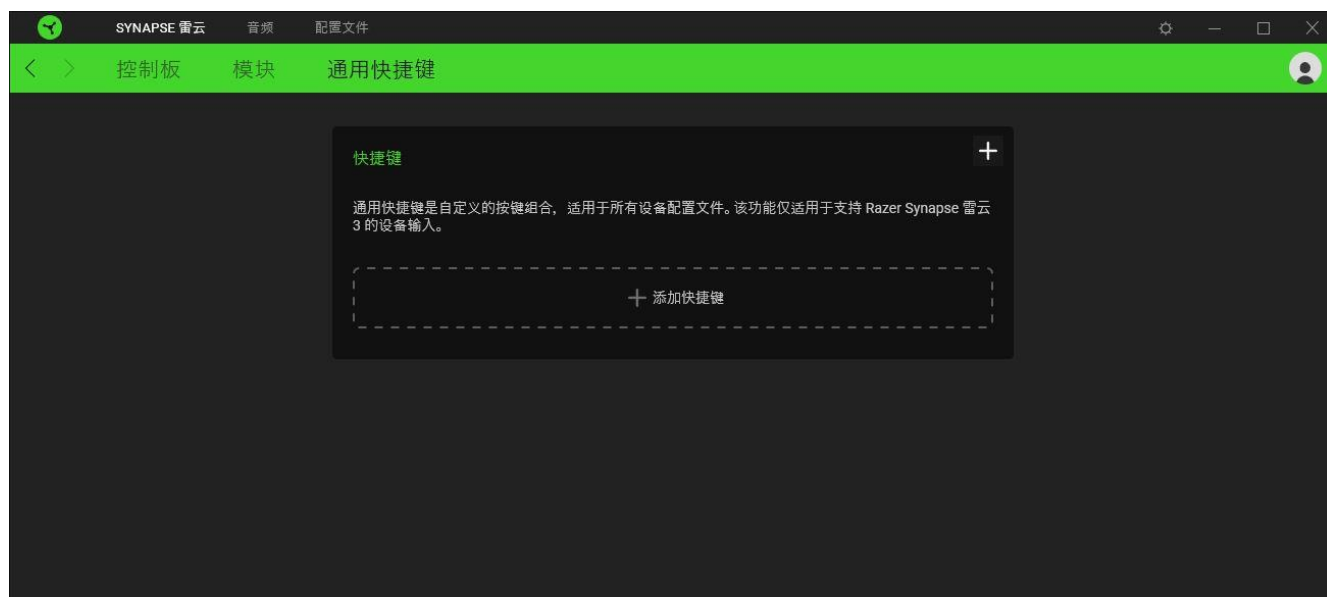 SYNAPSE 雷云 音频 配置文件
控制板 模块 通用快捷键
快捷键
通用快捷键是自定义的按键组合，适用于所有设备配置文件。该功能仅适用于支持 Razer Synapse 雷云
3 的设备输入。
添加快捷键